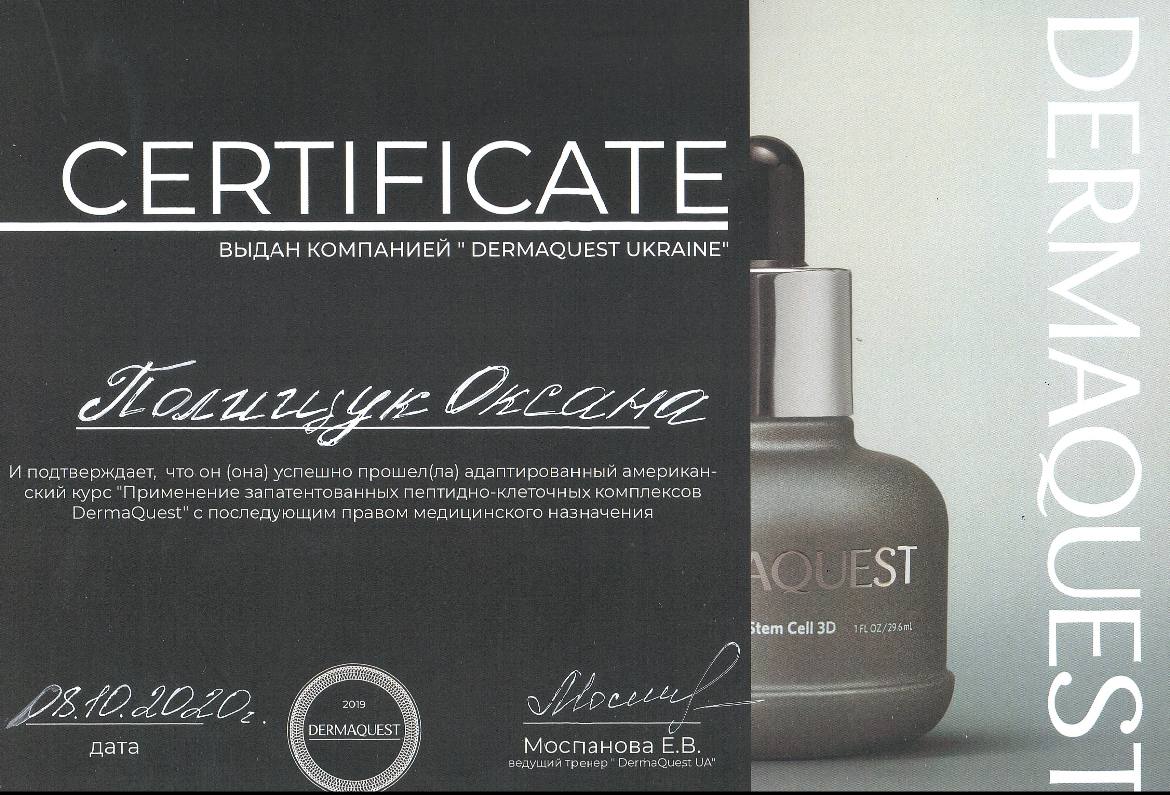 CERTIFICATE
ВЫДАН КОМПАНИЕЙ " DERMAQUEST UKRAINE"
Полищук Оксана
И подтверждает, что он (она) успешно прошел(ла) адаптированный американ-
ский курс "Применение запатентованных пептидно-клеточных комплексов
DermaQuest" с последующим правом медицинского назначения
08.10.2020г.
дата
2019
DERMAQUEST
Моспанова Е.В.
ведущий тренер " DermaQuest UA"
AQUEST
Stem Cell 3D 1 FL OZ/29.6 mL
DERMAQUEST